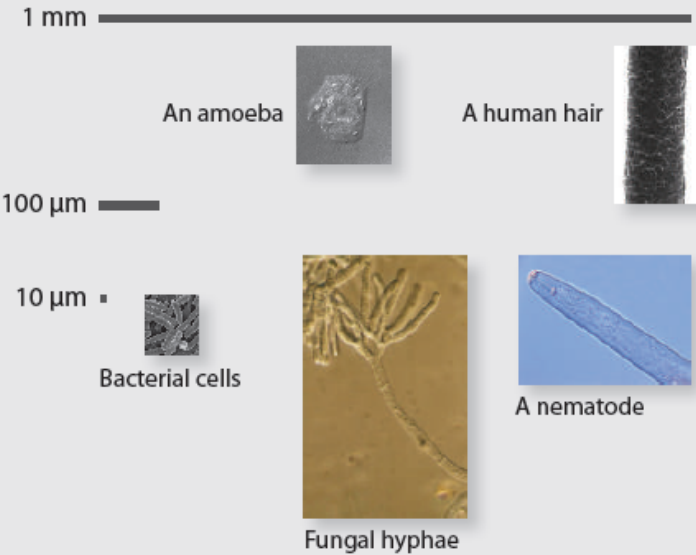 1 mm
An amoeba
A human hair
100 µm
10 µm
Bacterial cells
A nematode
Fungal hyphae